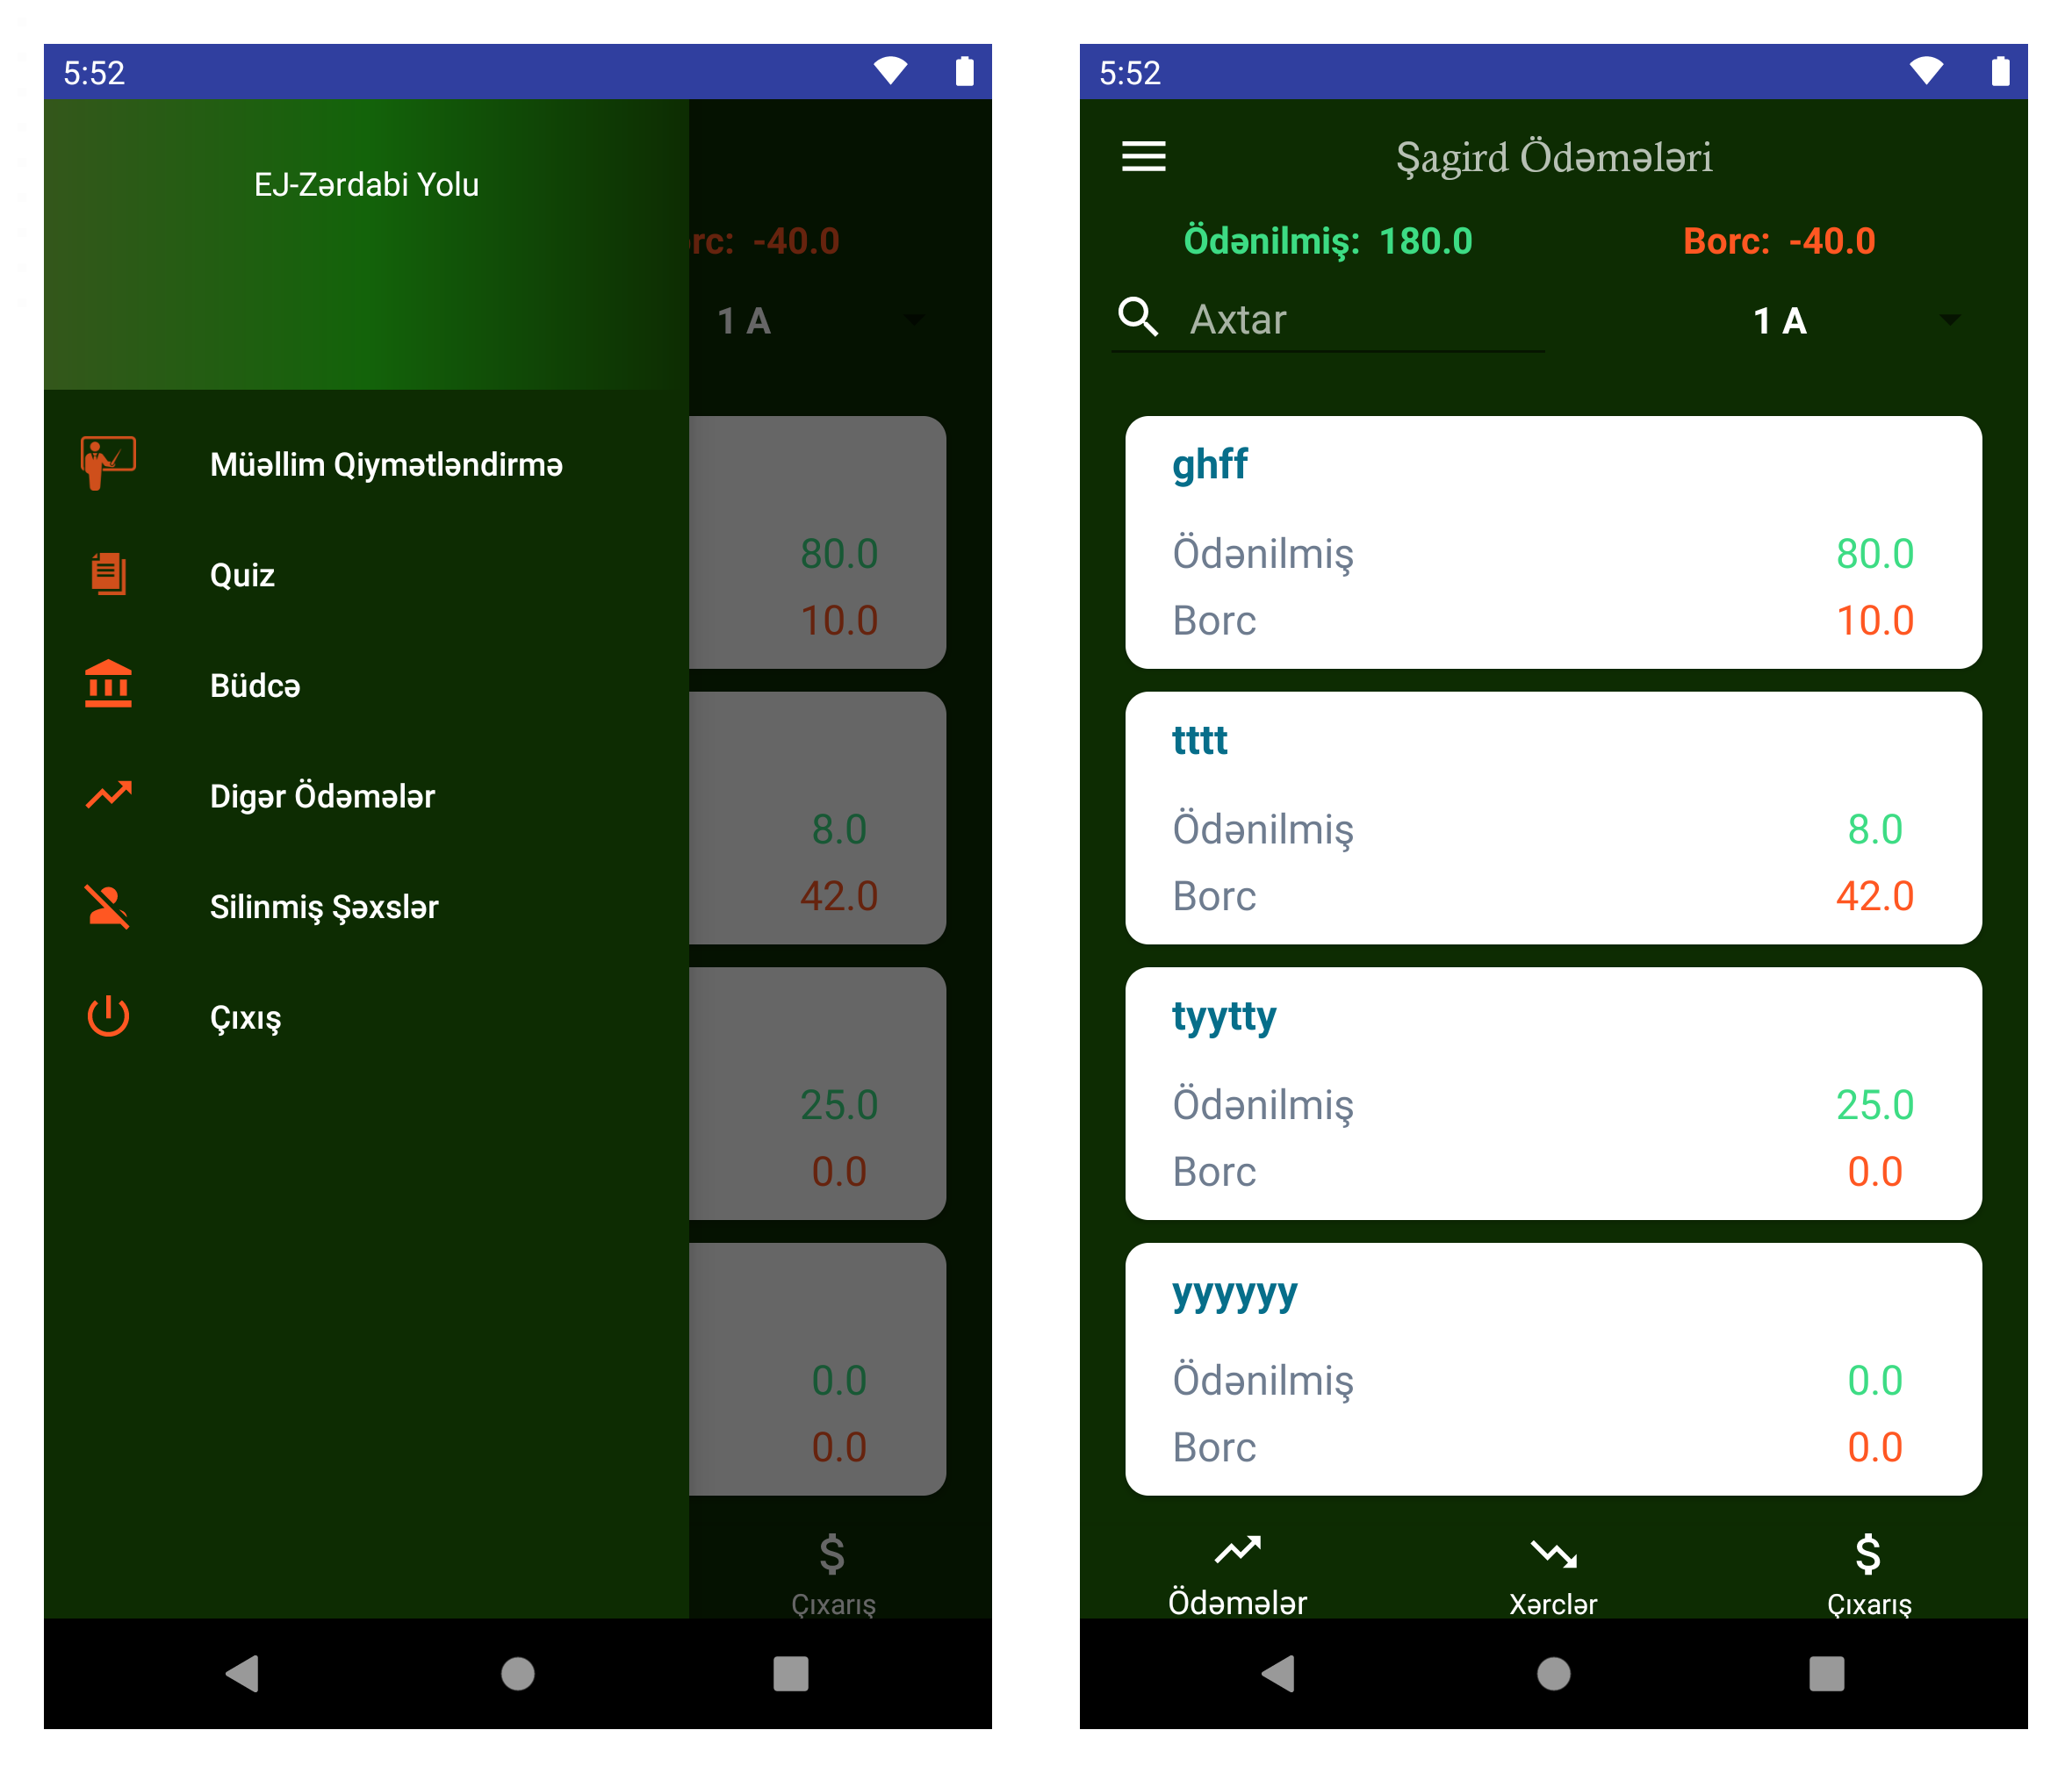 5:52
EJ-Zərdabi Yolu
rc: -40.0
1 A
Müəllim Qiymətləndirmə
80.0
Quiz
10.0
Büdcə
Digər Ödəmələr
8.0
Silinmiş Şəxslər
42.0
Çıxış
25.0
0.0
0.0
0.0
$
Çıxarış
5:52
Şagird Ödəmələri
Ödənilmiş: 180.0 Borc: -40.0
Axtar 1 A
ghff
Ödənilmiş 80.0
Borc 10.0
tttt
Ödənilmiş 8.0
Borc 42.0
tyytty
Ödənilmiş 25.0
Borc 0.0
yyyyyy
Ödənilmiş 0.0
Borc 0.0
$
Ödəmələr Xərclər Çıxarış